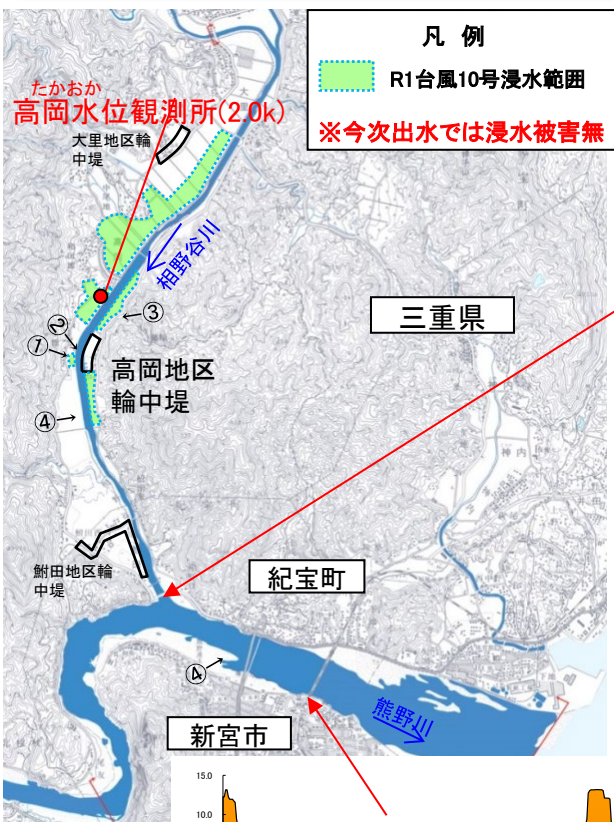 凡 例
R1台風10号浸水範囲
※今次出水では浸水被害無
たかおか
高岡水位観測所(2.0k)
大里地区輪
中堤
相野谷川
三重県
③
②
①
高岡地区
輪中堤
④
神内
井田
鮒田地区輪
中堤
紀宝町
④
熊野川
新宮市
15.0
10.0